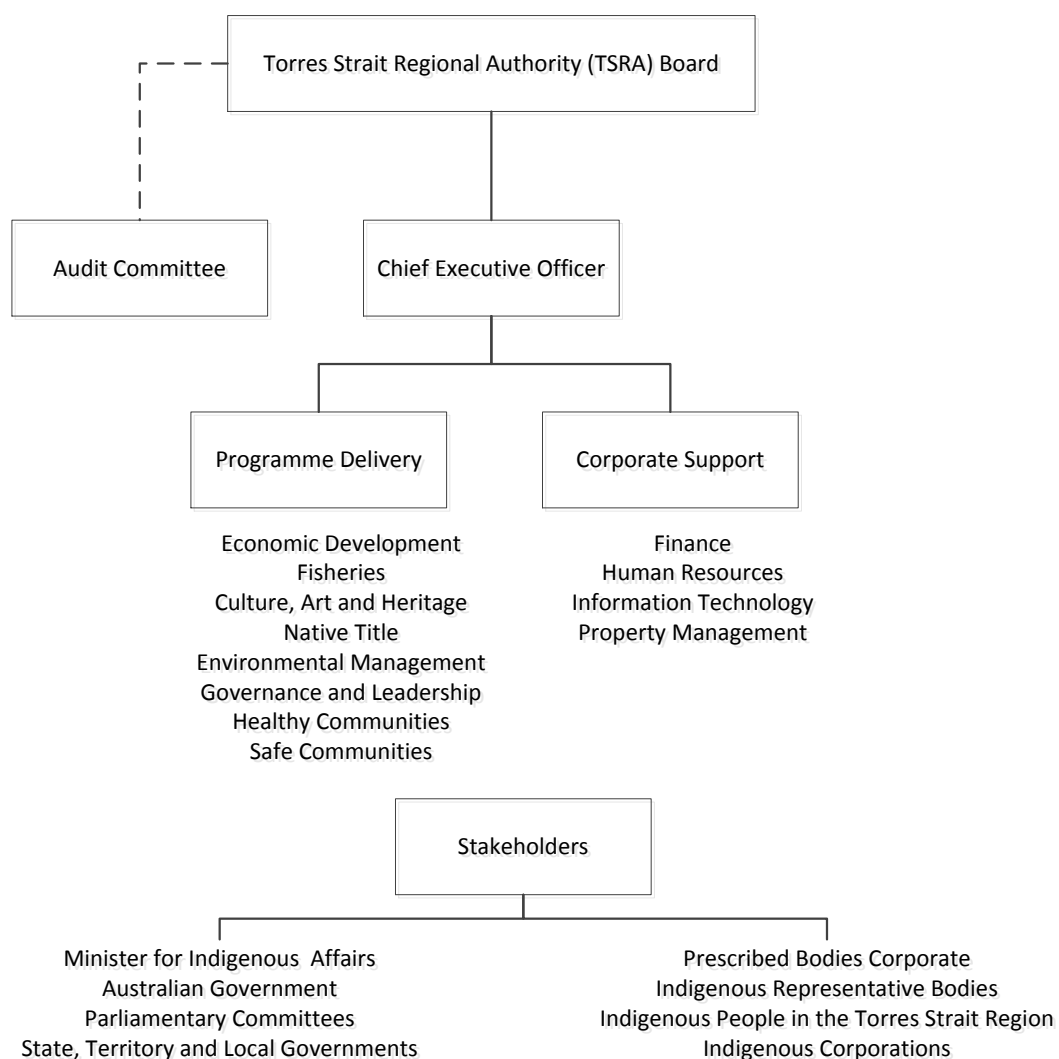 Torres Strait Regional Authority (TSRA) Board
Audit Committee
Chief Executive Officer
Programme Delivery
Corporate Support
Economic Development
Fisheries
Culture, Art and Heritage
Native Title
Environmental Management
Governance and Leadership
Healthy Communities
Safe Communities
Finance
Human Resources
Information Technology
Property Management
Stakeholders
Minister for Indigenous Affairs
Australian Government
Parliamentary Committees
State, Territory and Local Governments
Prescribed Bodies Corporate
Indigenous Representative Bodies
Indigenous People in the Torres Strait Region
Indigenous Corporations